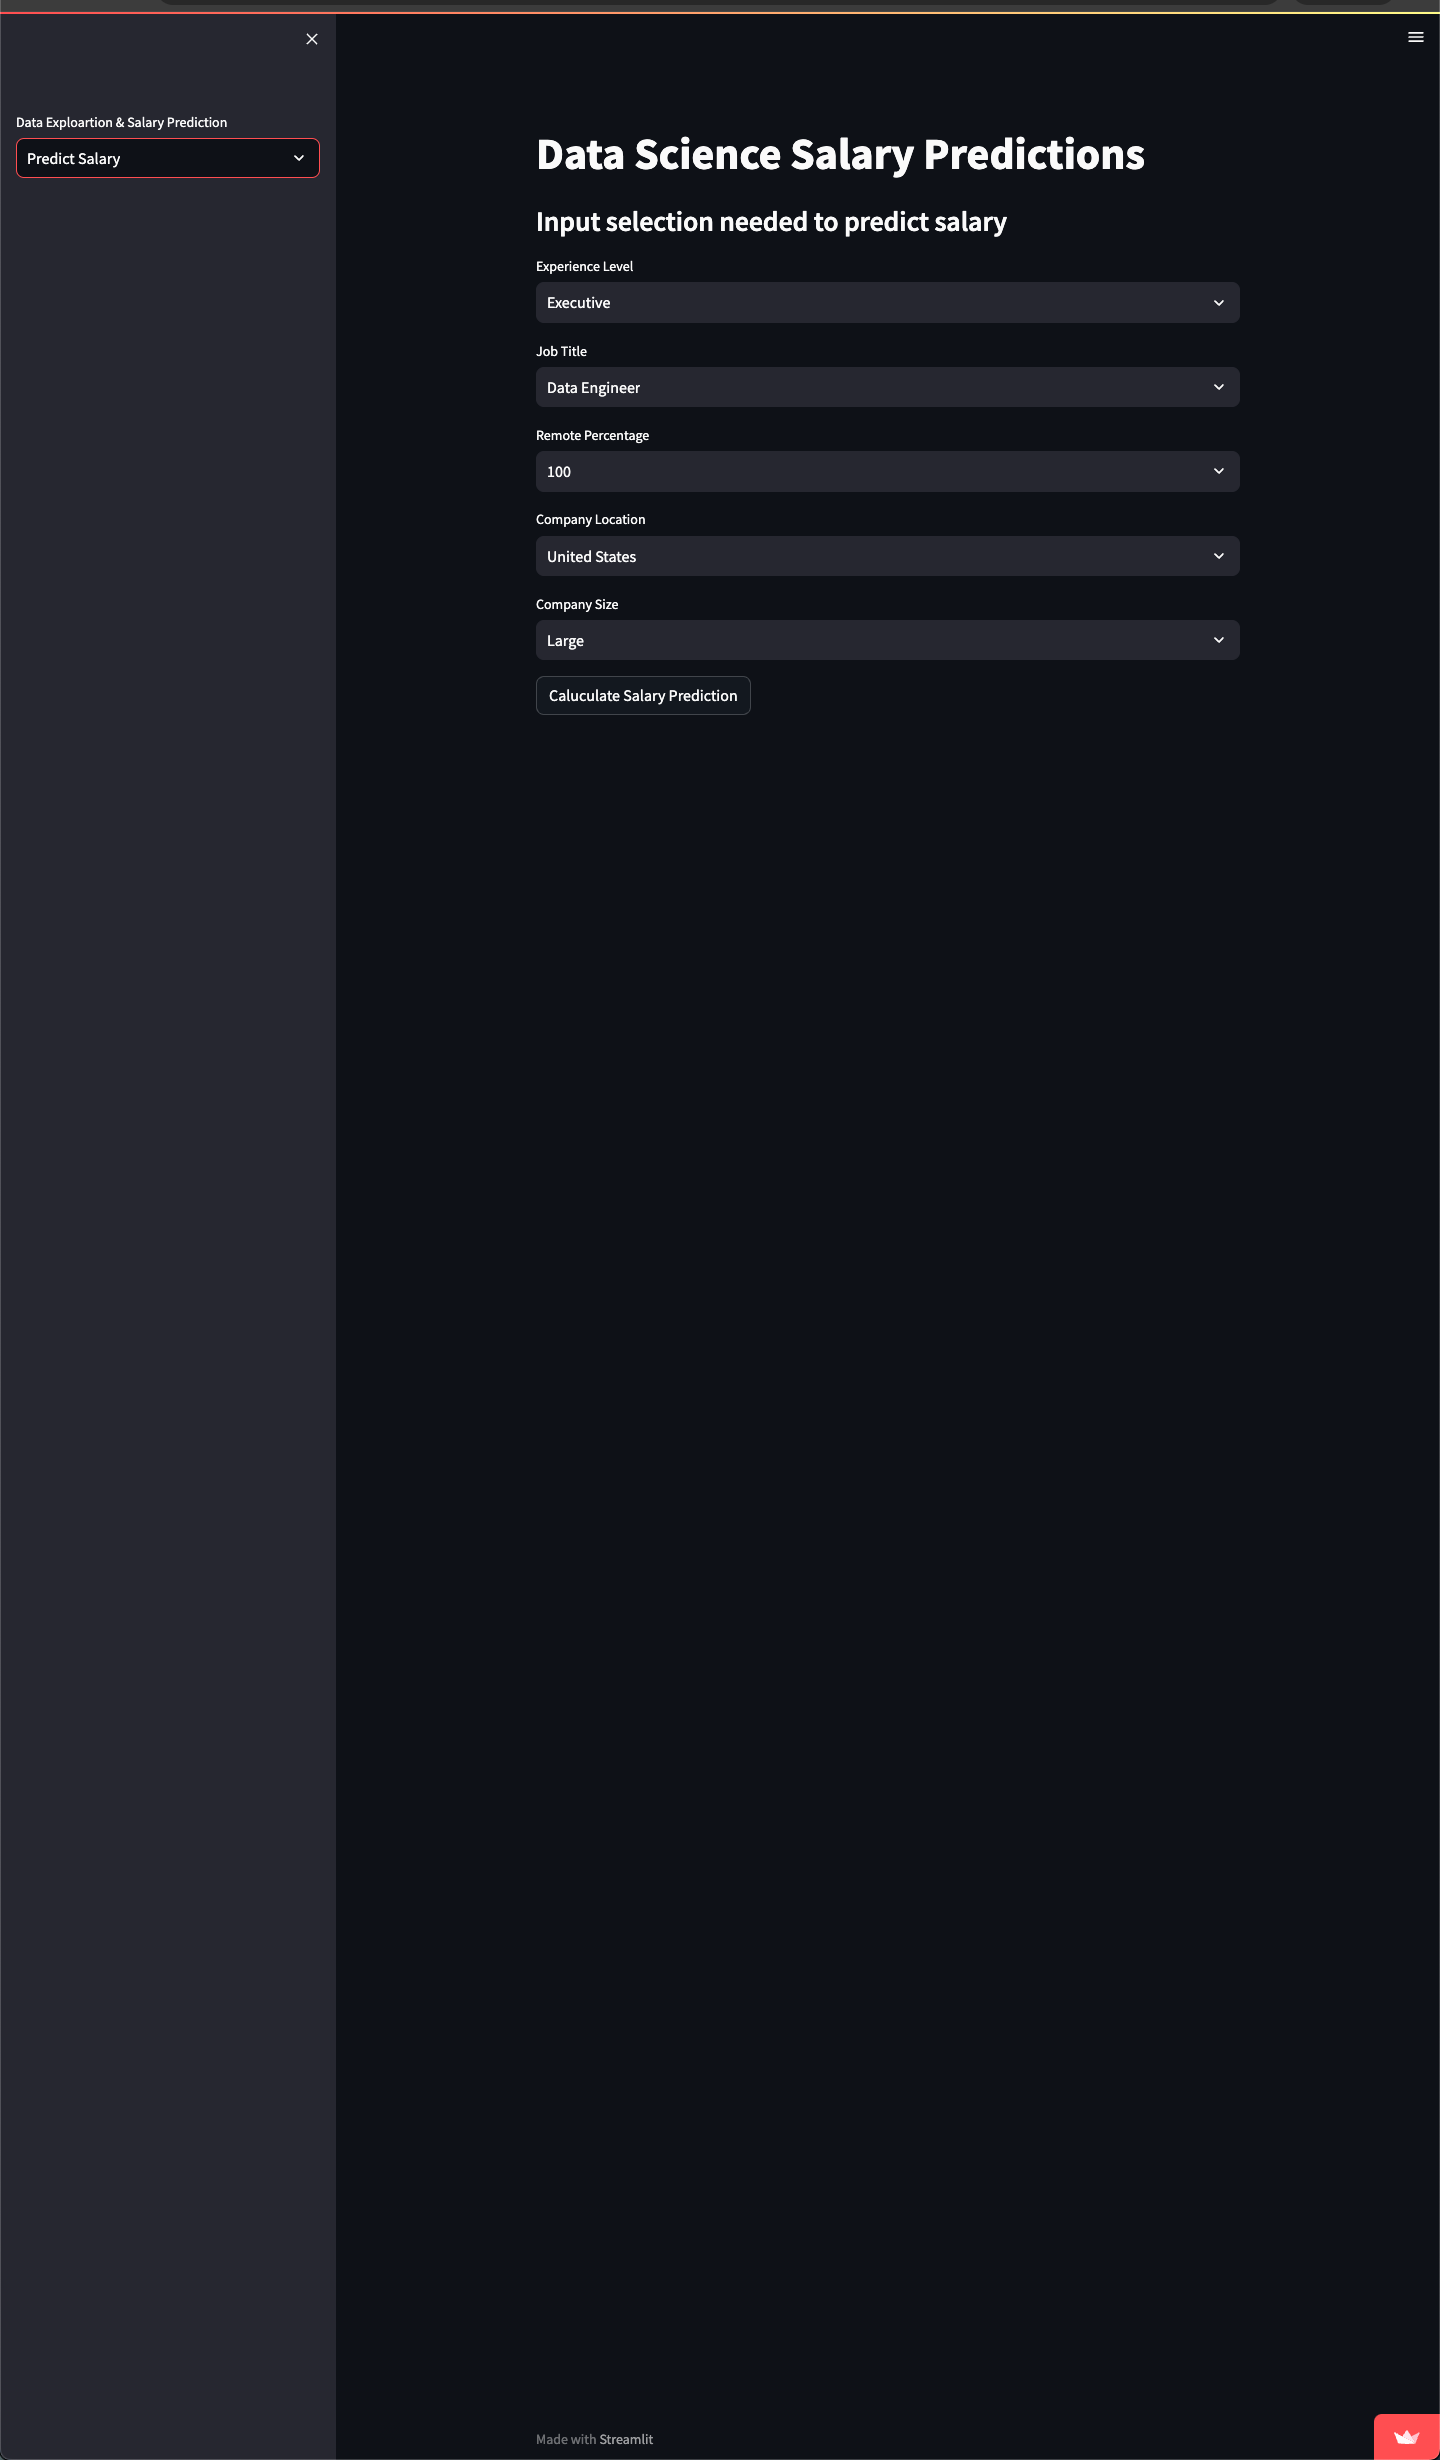 Data Exploartion & Salary Prediction
Predict Salary
Data Science Salary Predictions
Input selection needed to predict salary
Experience Level
Executive
Job Title
Data Engineer
Remote Percentage
100
Company Location
United States
Company Size
Large
Caluculate Salary Prediction
Made with Streamlit